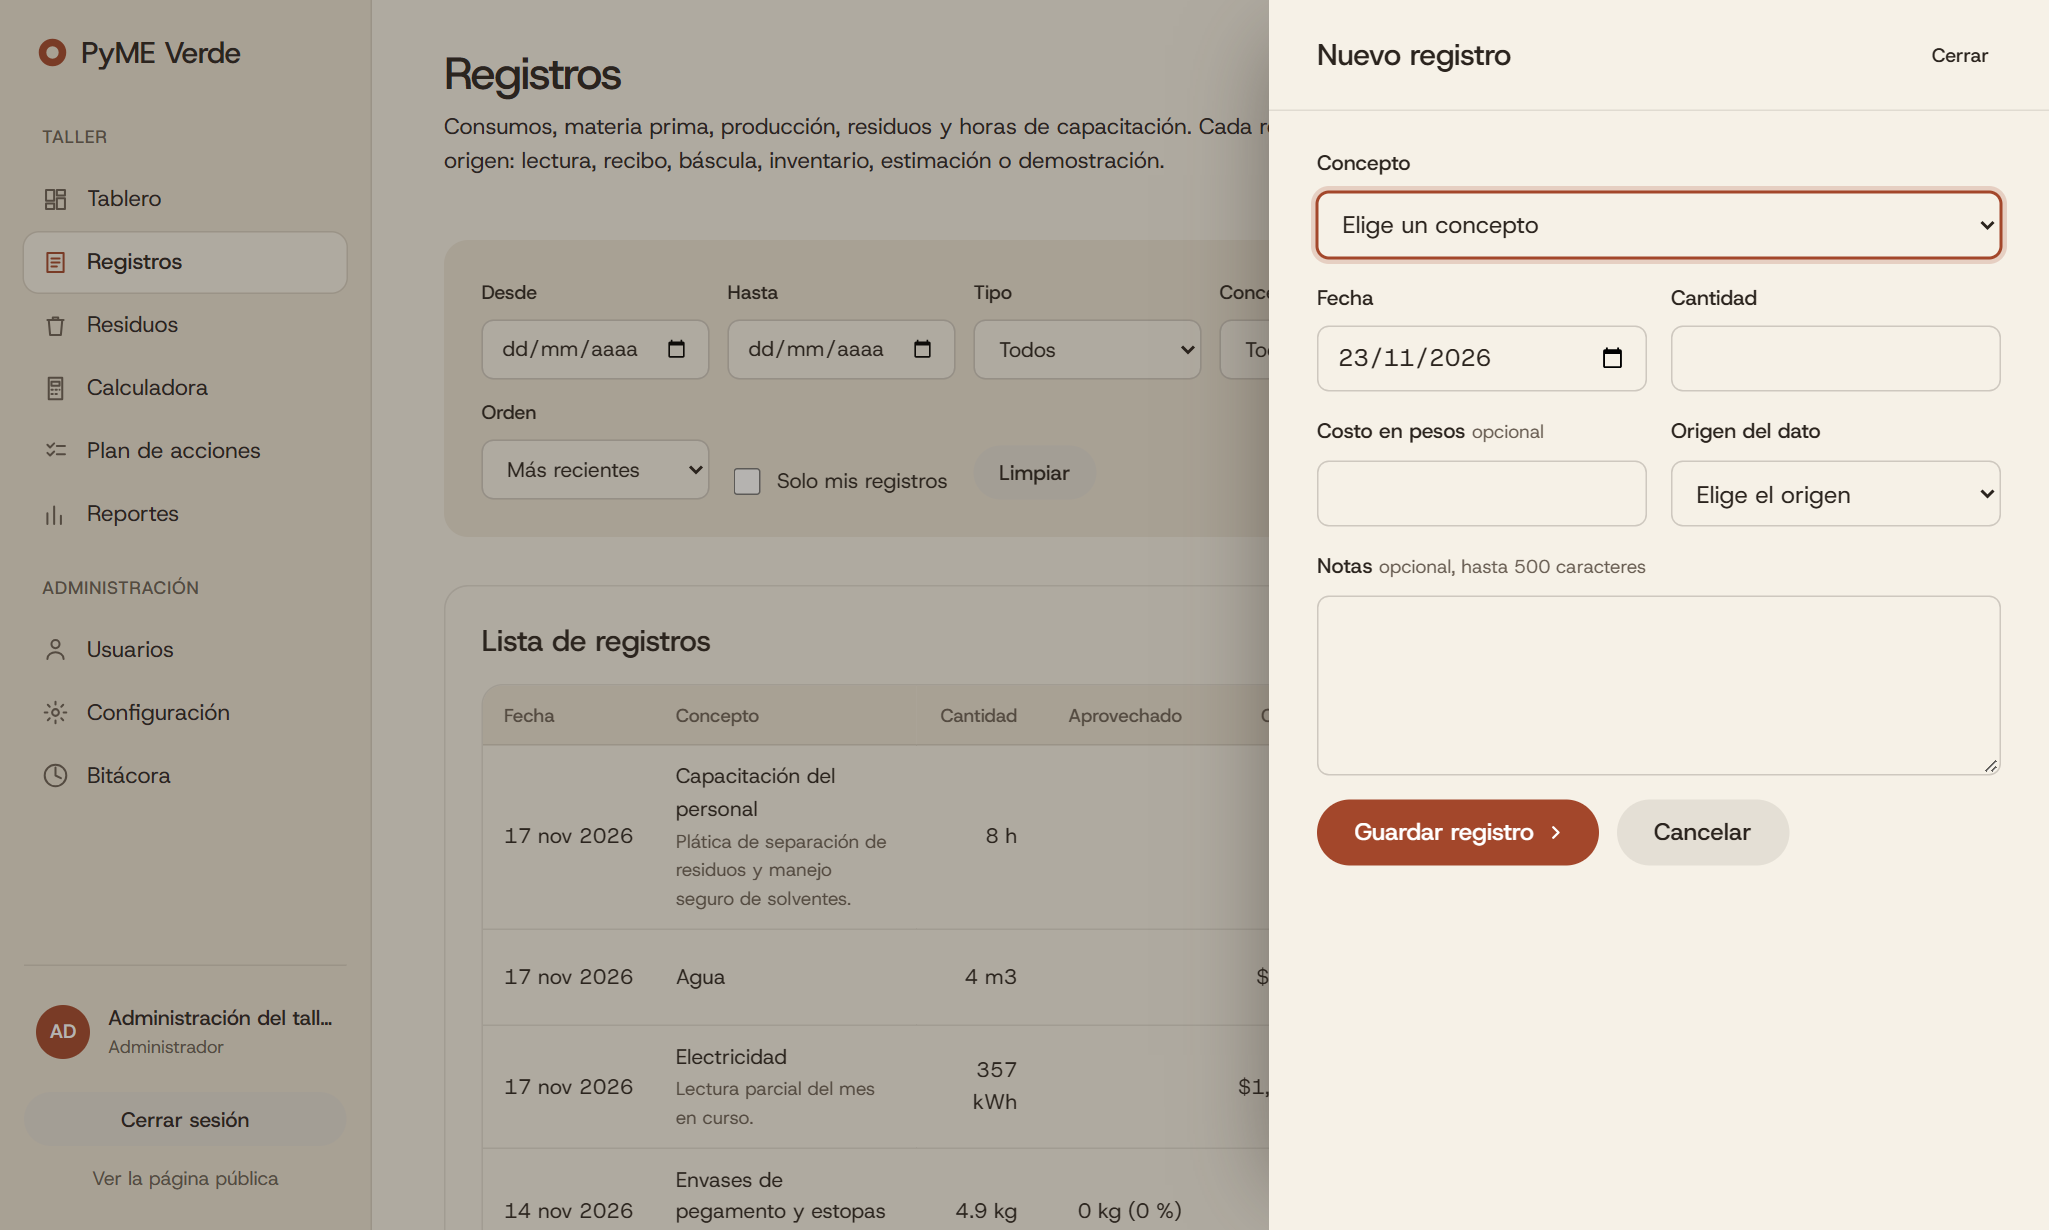 PyME Verde
TALLER
Tablero
Registros
Residuos
Calculadora
Plan de acciones
Reportes
ADMINISTRACIÓN
Usuarios
Configuración
Bitácora
AD
Administración del tall...
Administrador
Cerrar sesión
Ver la página pública
Registros
Consumos, materia prima, producción, residuos y horas de capacitación. Cada
origen: lectura, recibo, báscula, inventario, estimación o demostración.
Desde
Hasta
Tipo
dd/mm/aaaa
dd/mm/aaaa
Todos
Orden
Más recientes
Solo mis registros
Limpiar
Lista de registros
Fecha
Concepto
Cantidad
Aprovechado
17 nov 2026
Capacitación del
personal
Plática de separación de
residuos y manejo
seguro de solventes.
8 h
17 nov 2026
Agua
4 m3
$
17 nov 2026
Electricidad
Lectura parcial del mes
en curso.
357
kWh
$1,
14 nov 2026
Envases de
pegamento y estopas
4.9 kg
0 kg (0 %)
Nuevo registro
Cerrar
Concepto
Elige un concepto
Fecha
Cantidad
23/11/2026
Costo en pesos opcional
Origen del dato
Elige el origen
Notas opcional, hasta 500 caracteres
Guardar registro
Cancelar